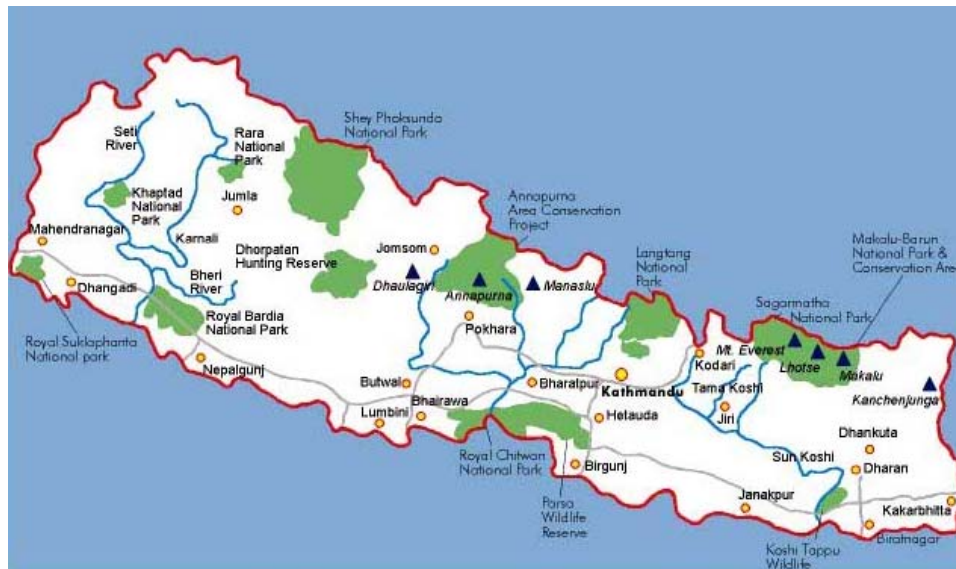 Seti
River
Rara
National
Park
Shey Phoksundo
National Park
Khaptad
National
Park
Jumla
Mahendranagar
Karnali
Dhorpatan
Hunting Reserve
Annapurna
Area Conservation
Project
Jomsom
Dhaulagiri
Annapurna
Manaslu
Langtang
National
Park
Makalu-Barun
National Park &
Conservation Area
Sagarmatha
National Park
Dhangadi
Bheri
River
Royal Bardia
National Park
Royal Suklaphanta
National park
Nepalgunj
Pokhara
Mt. Everest
Lhotse
Makalu
Kodari
Kanchenjunga
Butwal
Bharatpur
Kathmandu
Tama Koshi
Jiri
Lumbini
Bhairawa
Hetauda
Dhankuta
Sun Koshi
Dharan
Royal Chitwan
National Park
Birgunj
Parsa
Wildlife
Reserve
Janakpur
Kakarbhitta
Biratnagar
Koshi Tappu
Wildlife